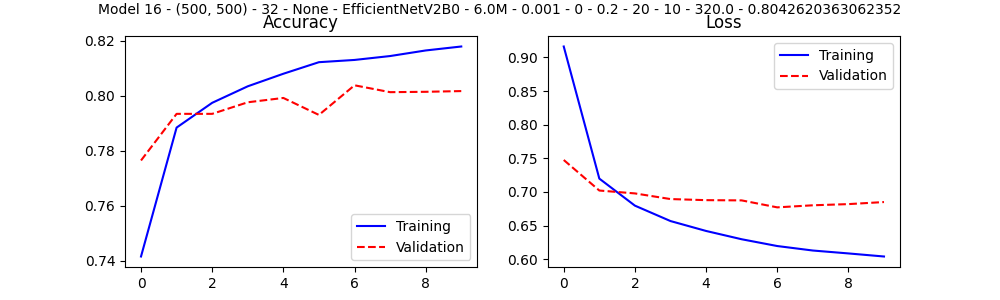 Model 16 - (500, 500) - 32 - None - EfficientNetV2B0 - 6.0M - 0.001 - 0 - 0.2 - 20 - 10 - 320.0 - 0.8042620363062352
Accuracy
0.82
0.80
0.78
0.76
0.74
0 2 4 6 8
Training
Validation
Loss
0.90
0.85
0.80
0.75
0.70
0.65
0.60
0 2 4 6 8
Training
Validation